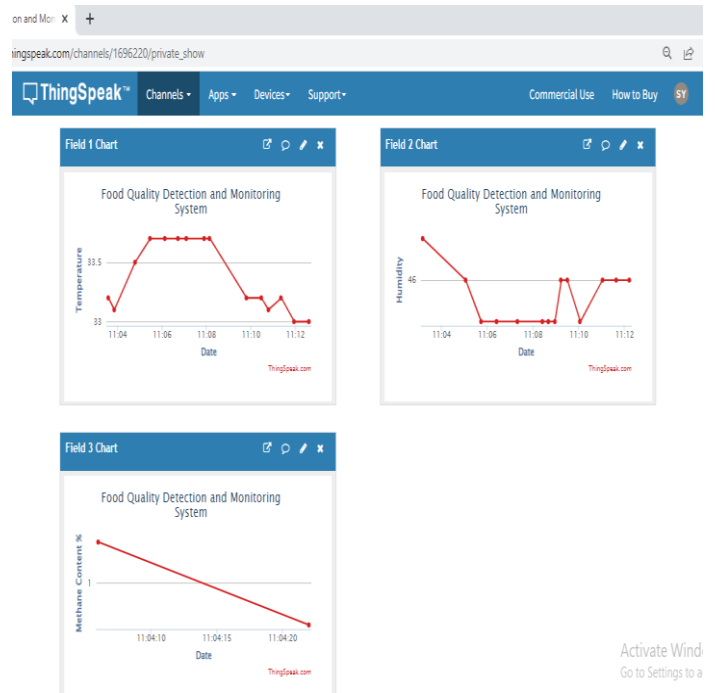 on and Mor X +
ingspeak.com/channels/1696220/private_show
ThingSpeak™ Channels Apps Devices Support Commercial Use How to Buy SY
Field 1 Chart
Food Quality Detection and Monitoring
System
Temperature
33.5
33
11:04 11:06 11:08 11:10 11:12
Date
ThingSpeak.com
Field 2 Chart
Food Quality Detection and Monitoring
System
Humidity
46
11:04 11:06 11:08 11:10 11:12
Date
ThingSpeak.com
Field 3 Chart
Food Quality Detection and Monitoring
System
Methane Content %
1
11:04:10 11:04:15 11:04:20
Date
ThingSpeak.com
Activate Wind
Go to Settings to a